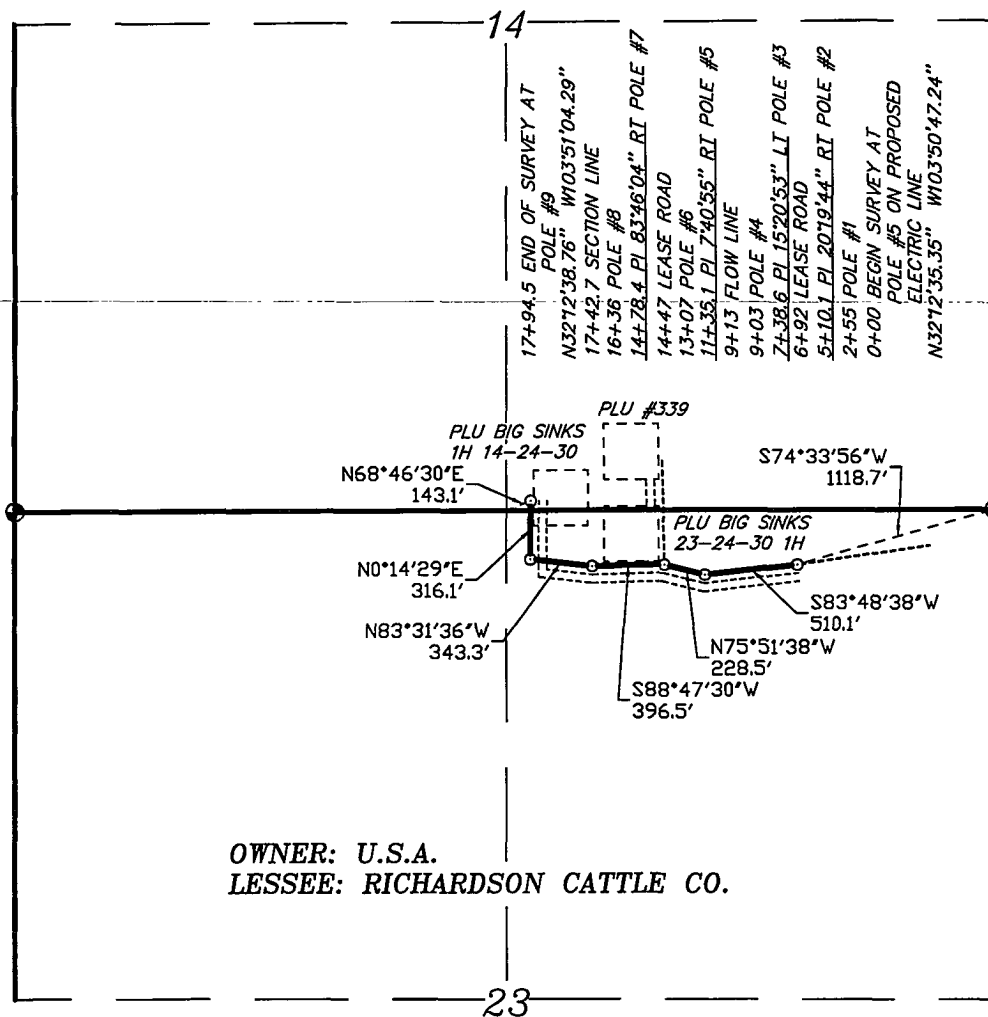 14
17+94.5 END OF SURVEY AT
POLE #9
N32°12'38.76" W103°51'04.29"
17+42.7 SECTION LINE
16+36 POLE #8
14+78.4 PI 83°46'04" RT POLE #7
14+47 LEASE ROAD
13+07 POLE #6
11+35.1 PI 7°40'55" RT POLE #5
9+13 FLOW LINE
9+03 POLE #4
7+38.6 PI 15°20'53" LT POLE #3
6+92 LEASE ROAD
5+10.1 PI 20°19'44" RT POLE #2
2+55 POLE #1
0+00 BEGIN SURVEY AT
POLE #5 ON PROPOSED
ELECTRIC LINE
N32°12'35.35" W103°50'47.24"
PLU #339
PLU BIG SINKS
1H 14-24-30
N68°46'30"E
143.1'
S74°33'56"W
1118.7'
PLU BIG SINKS
23-24-30 1H
N0°14'29"E
316.1'
N83°31'36"W
343.3'
S83°48'38"W
510.1'
N75°51'38"W
228.5'
S88°47'30"W
396.5'
OWNER: U.S.A.
LESSEE: RICHARDSON CATTLE CO.
23